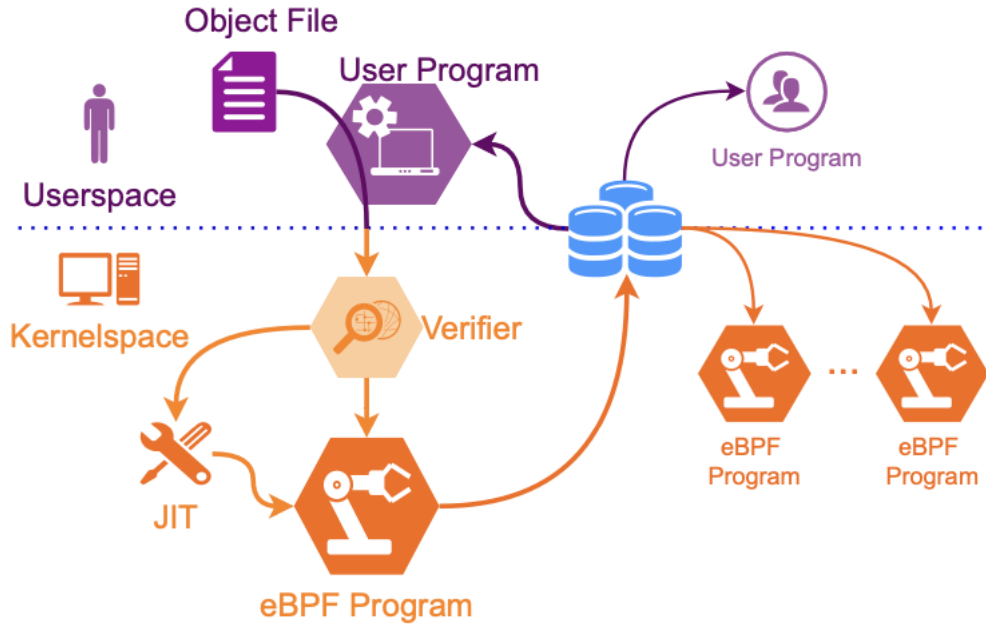 Object File
User Program
User Program
Userspace
Kernelspace
Verifier
eBPF
Program
...
eBPF
Program
JIT
eBPF Program